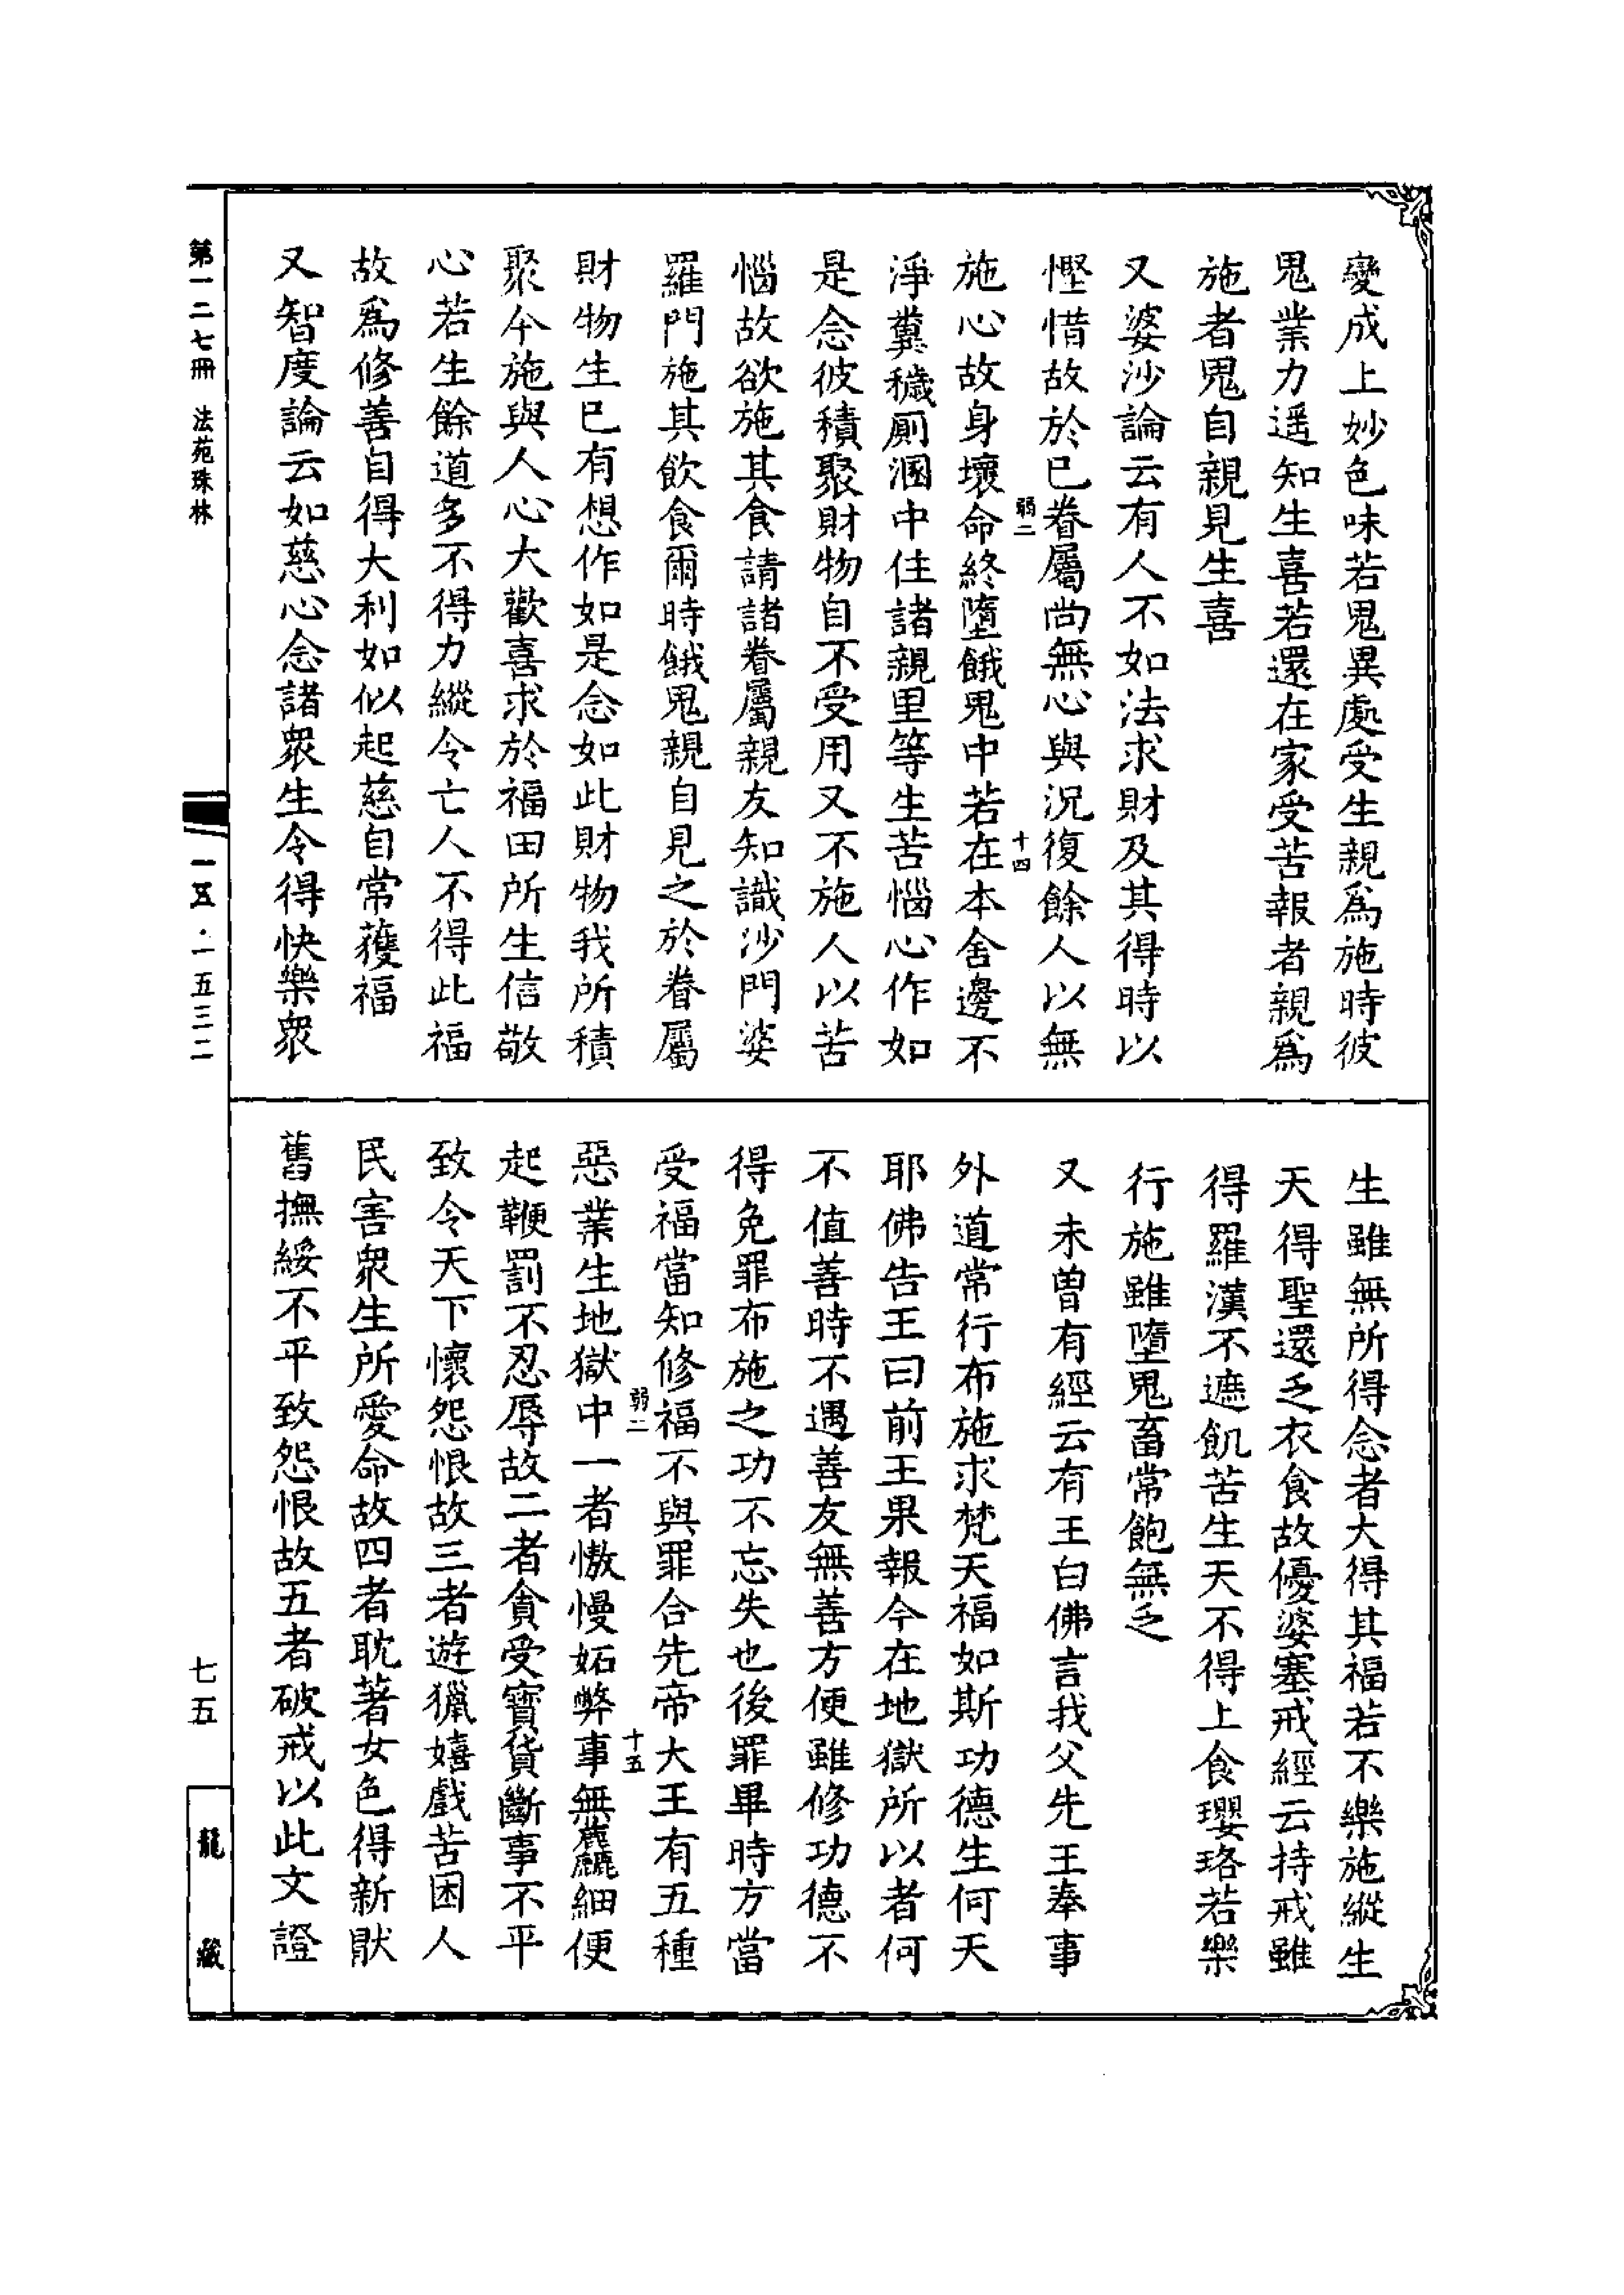 變成上妙色味若鬼異處受生親爲施時彼
鬼業力遥知生喜若還在家受苦報者親爲
施者鬼自親見生喜
又婆沙論云有人不如法求財及其得時以
慳惜故於已眷屬尚無心與況復餘人以無
弱二
十四
施心故身壞命終墮餓鬼中若在本舍邊不
淨糞穢廁溷中住諸親里等生苦惱心作如
是念彼積聚財物自不受用又不施人以苦
惱故欲施其食請諸眷屬親友知識沙門婆
羅門施其飲食爾時餓鬼親自見之於眷屬
財物生已有想作如是念如此財物我所積
聚今施與人心大歡喜求於福田所生信敬
心若生餘道多不得力縱令亡人不得此福
故爲修善自得大利如似起慈自常獲福
又智度論云如慈心念諸衆生令得快樂衆
生雖無所得念者大得其福若不樂施縱生
天得聖還乏衣食故優婆塞戒經云持戒雖
得羅漢不遮飢苦生天不得上食瓔珞若樂
行施雖墮鬼畜常飽無乏
又未曾有經云有王白佛言我父先王奉事
外道常行布施求梵天福如斯功德生何天
耶佛告王曰前王果報今在地獄所以者何
不值善時不遇善友無善方便雖修功德不
得免罪布施之功不忘失也後罪畢時方當
受福當知修福不與罪合先帝大王有五種
弱二
十五
惡業生地獄中一者憿慢妬弊事無麤細便
起鞭罰不忍辱故二者貪受寶貨斷事不平
致令天下懷怨恨故三者遊獵嬉戲苦困人
民害衆生所愛命故四者耽著女色得新猒
舊撫綏不平致怨恨故五者破戒以此文證
第一二七冊 法苑珠林
一五·一五三二
七五
龍藏